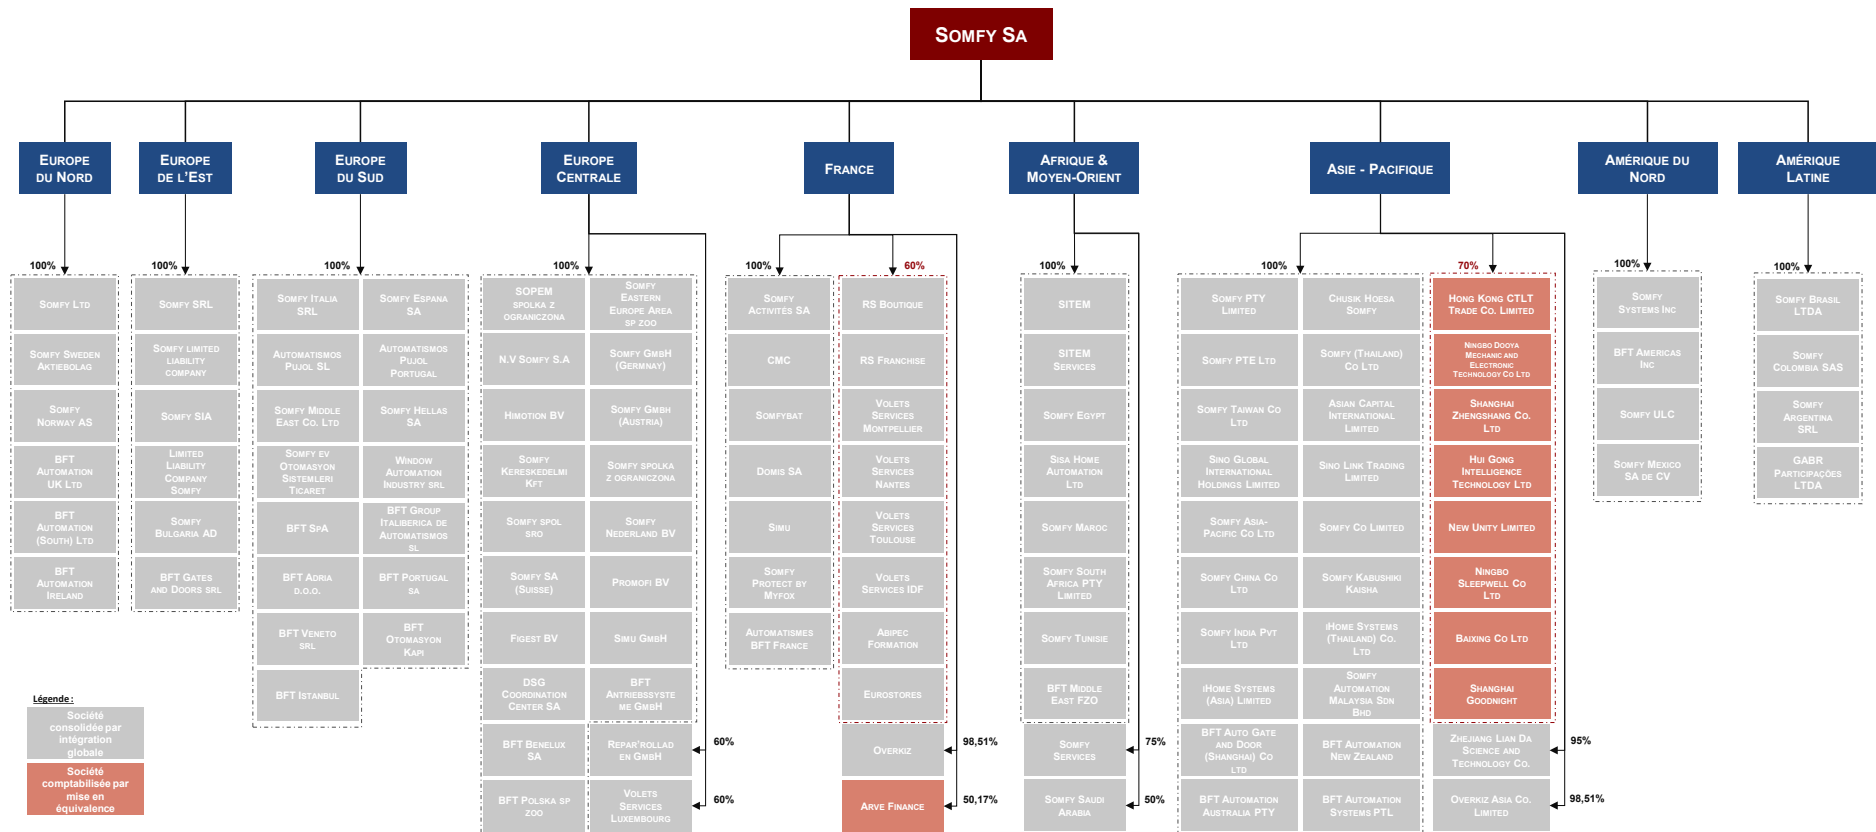 SOMFY SA
EUROPE
DU NORD
EUROPE
DE L'EST
EUROPE
DU SUD
EUROPE
CENTRALE
FRANCE
AFRIQUE &
MOYEN-ORIENT
ASIE - PACIFIQUE
AMÉRIQUE DU
NORD
AMÉRIQUE
LATINE
100%
SOMFY LTD
SOMFY SWEDEN
AKTIEBOLAG
SOMFY
NORWAY AS
BFT
AUTOMATION
UK LTD
BFT
AUTOMATION
(SOUTH) LTD
BFT
AUTOMATION
IRELAND
100%
SOMFY SRL
SOMFY LIMITED
LIABILITY
COMPANY
SOMFY SIA
LIMITED
LIABILITY
COMPANY
SOMFY
SOMFY
BULGARIA AD
BFT GATES
AND DOORS SRL
100%
SOMFY ITALIA
SRL
AUTOMATISMOS
PUJOL SL
SOMFY MIDDLE
EAST CO. LTD
SOMFY EV
OTOMASYON
SISTEMLERI
TICARET
BFT SPA
BFT ADRIA
D.O.O.
BFT VENETO
SRL
BFT ISTANBUL
SOMFY ESPANA
SA
AUTOMATISMOS
PUJOL
PORTUGAL
SOMFY HELLAS
SA
WINDOW
AUTOMATION
INDUSTRY SRL
BFT GROUP
ITALIBERICA DE
AUTOMATISMOS
SL
BFT PORTUGAL
SA
BFT
OTOMASYON
KAPI
100%
SOPEM
SPOLKA Z
OGRANICZONA
N.V SOMFY S.A
HIMOTION BV
SOMFY
KERESKEDELMI
KFT
SOMFY SPOL
SRO
SOMFY SA
(SUISSE)
FIGEST BV
DSG
COORDINATION
CENTER SA
BFT BENELUX
SA
BFT POLSKA SP
ZOO
SOMFY
EASTERN
EUROPE AREA
SP ZOO
SOMFY GMBH
(GERMNAY)
SOMFY GMBH
(AUSTRIA)
SOMFY SPOLKA
Z OGRANICZONA
SOMFY
NEDERLAND BV
PROMOFI BV
SIMU GMBH
BFT
ANTRIEBSSYSTE
ME GMBH
REPAR'ROLLAD
EN GMBH
60%
VOLETS
SERVICES
LUXEMBOURG
60%
100%
SOMFY
ACTIVITÉS SA
CMC
SOMFYBAT
DOMIS SA
SIMU
SOMFY
PROTECT BY
MYFOX
AUTOMATISMES
BFT FRANCE
60%
RS BOUTIQUE
RS FRANCHISE
VOLETS
SERVICES
MONTPELLIER
VOLETS
SERVICES
NANTES
VOLETS
SERVICES
TOULOUSE
VOLETS
SERVICES IDF
ABIPEC
FORMATION
EUROSTORES
OVERKIZ
98,51%
ARVE FINANCE
50,17%
100%
SITEM
SITEM
SERVICES
SOMFY EGYPT
SISA HOME
AUTOMATION
LTD
SOMFY MAROC
SOMFY SOUTH
AFRICA PTY
LIMITED
SOMFY TUNISIE
BFT MIDDLE
EAST FZO
SOMFY
SERVICES
75%
SOMFY SAUDI
ARABIA
50%
100%
SOMFY PTY
LIMITED
SOMFY PTE LTD
SOMFY TAIWAN CO
LTD
SINO GLOBAL
INTERNATIONAL
HOLDINGS LIMITED
SOMFY ASIA-
PACIFIC CO LTD
SOMFY CHINA CO
LTD
SOMFY INDIA PVT
LTD
IHOME SYSTEMS
(ASIA) LIMITED
BFT AUTO GATE
AND DOOR
(SHANGHAI) CO
LTD
BFT AUTOMATION
AUSTRALIA PTY
CHUSIK HOESA
SOMFY
SOMFY (THAILAND)
CO LTD
ASIAN CAPITAL
INTERNATIONAL
LIMITED
SINO LINK TRADING
LIMITED
SOMFY CO LIMITED
SOMFY KABUSHIKI
KAISHA
IHOME SYSTEMS
(THAILAND) CO.
LTD
SOMFY
AUTOMATION
MALAYSIA SDN
BHD
BFT AUTOMATION
NEW ZEALAND
BFT AUTOMATION
SYSTEMS PTL
70%
HONG KONG CTLT
TRADE CO. LIMITED
NINGBO DOOYA
MECHANIC AND
ELECTRONIC
TECHNOLOGY CO LTD
SHANGHAI
ZHENGSHANG CO.
LTD
HUI GONG
INTELLIGENCE
TECHNOLOGY LTD
NEW UNITY LIMITED
NINGBO
SLEEPWELL CO
LTD
BAIXING CO LTD
SHANGHAI
GOODNIGHT
ZHEJIANG LIAN DA
SCIENCE AND
TECHNOLOGY CO.
95%
OVERKIZ ASIA CO.
LIMITED
98,51%
100%
SOMFY
SYSTEMS INC
BFT AMERICAS
INC
SOMFY ULC
SOMFY MEXICO
SA DE CV
100%
SOMFY BRASIL
LTDA
SOMFY
COLOMBIA SAS
SOMFY
ARGENTINA
SRL
GABR
PARTICIPAÇÕES
LTDA
Légende :
Société
consolidée par
intégration
globale
Société
comptabilisée par
mise en
équivalence